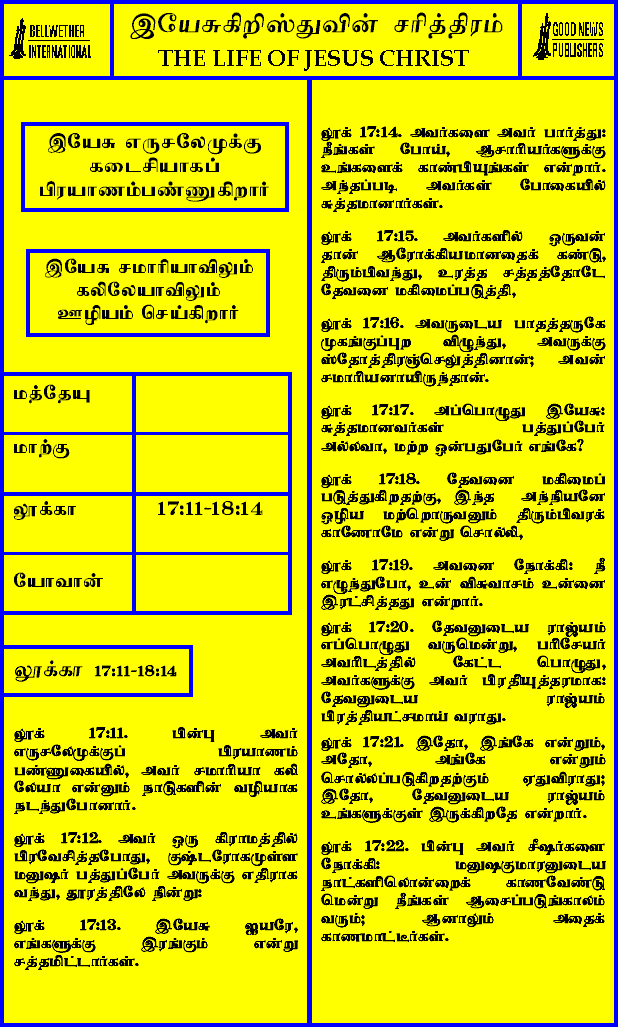 BELLWETHER
INTERNATIONAL
இயேசுகிறிஸ்துவின் சரித்திரம்
THE LIFE OF JESUS CHRIST
GOOD NEWS
PUBLISHERS
இயேசு எருசலேமுக்கு
கடைசியாகப்
பிரயாணம்பண்ணுகிறார்
இயேசு சமாரியாவிலும்
கலிலேயாவிலும்
ஊழியம் செய்கிறார்
மத்தேயு
மாற்கு
லூக்கா 17:11-18:14
யோவான்
லூக்கா 17:11-18:14
லூக் 17:11. பின்பு அவர்
எருசலேமுக்குப் பிரயாணம்
பண்ணுகையில், அவர் சமாரியா கலி
லேயா என்னும் நாடுகளின் வழியாக
நடந்துபோனார்.
லூக் 17:12. அவர் ஒரு கிராமத்தில்
பிரவேசித்தபோது, குஷ்டரோகமுள்ள
மனுஷர் பத்துப்பேர் அவருக்கு எதிராக
வந்து, தூரத்திலே நின்று:
லூக் 17:13. இயேசு ஐயரே,
எங்களுக்கு இரங்கும் என்று
சத்தமிட்டார்கள்.
லூக் 17:14. அவர்களை அவர் பார்த்து:
நீங்கள் போய், ஆசாரியர்களுக்கு
உங்களைக் காண்பியுங்கள் என்றார்.
அந்தப்படி அவர்கள் போகையில்
சுத்தமானார்கள்.
லூக் 17:15. அவர்களில் ஒருவன்
தான் ஆரோக்கியமானதைக் கண்டு,
திரும்பிவந்து, உரத்த சத்தத்தோடே
தேவனை மகிமைப்படுத்தி,
லூக் 17:16. அவருடைய பாதத்தருகே
முகங்குப்புற விழுந்து, அவருக்கு
ஸ்தோத்திரஞ்செலுத்தினான்; அவன்
சமாரியனாயிருந்தான்.
லூக் 17:17. அப்பொழுது இயேசு:
சுத்தமானவர்கள் பத்துப்பேர்
அல்லவா, மற்ற ஒன்பதுபேர் எங்கே?
லூக் 17:18. தேவனை மகிமைப்
படுத்துகிறதற்கு, இந்த அந்நியனே
ஒழிய மற்றொருவனும் திரும்பிவரக்
காணோமே என்று சொல்லி,
லூக் 17:19. அவனை நோக்கி: நீ
எழுந்துபோ, உன் விசுவாசம் உன்னை
இரட்சித்தது என்றார்.
லூக் 17:20. தேவனுடைய ராஜ்யம்
எப்பொழுது வருமென்று, பரிசேயர்
அவரிடத்தில் கேட்ட பொழுது,
அவர்களுக்கு அவர் பிரதியுத்தரமாக:
தேவனுடைய ராஜ்யம்
பிரத்தியட்சமாய் வராது.
லூக் 17:21. இதோ, இங்கே என்றும்,
அதோ, அங்கே என்றும்
சொல்லப்படுகிறதற்கும் ஏதுவிராது;
இதோ, தேவனுடைய ராஜ்யம்
உங்களுக்குள் இருக்கிறதே என்றார்.
லூக் 17:22. பின்பு அவர் சீஷர்களை
நோக்கி: மனுஷகுமாரனுடைய
நாட்களிலொன்றைக் காணவேண்டு
மென்று நீங்கள் ஆசைப்படுங்காலம்
வரும்; ஆனாலும் அதைக்
காணமாட்டீர்கள்.